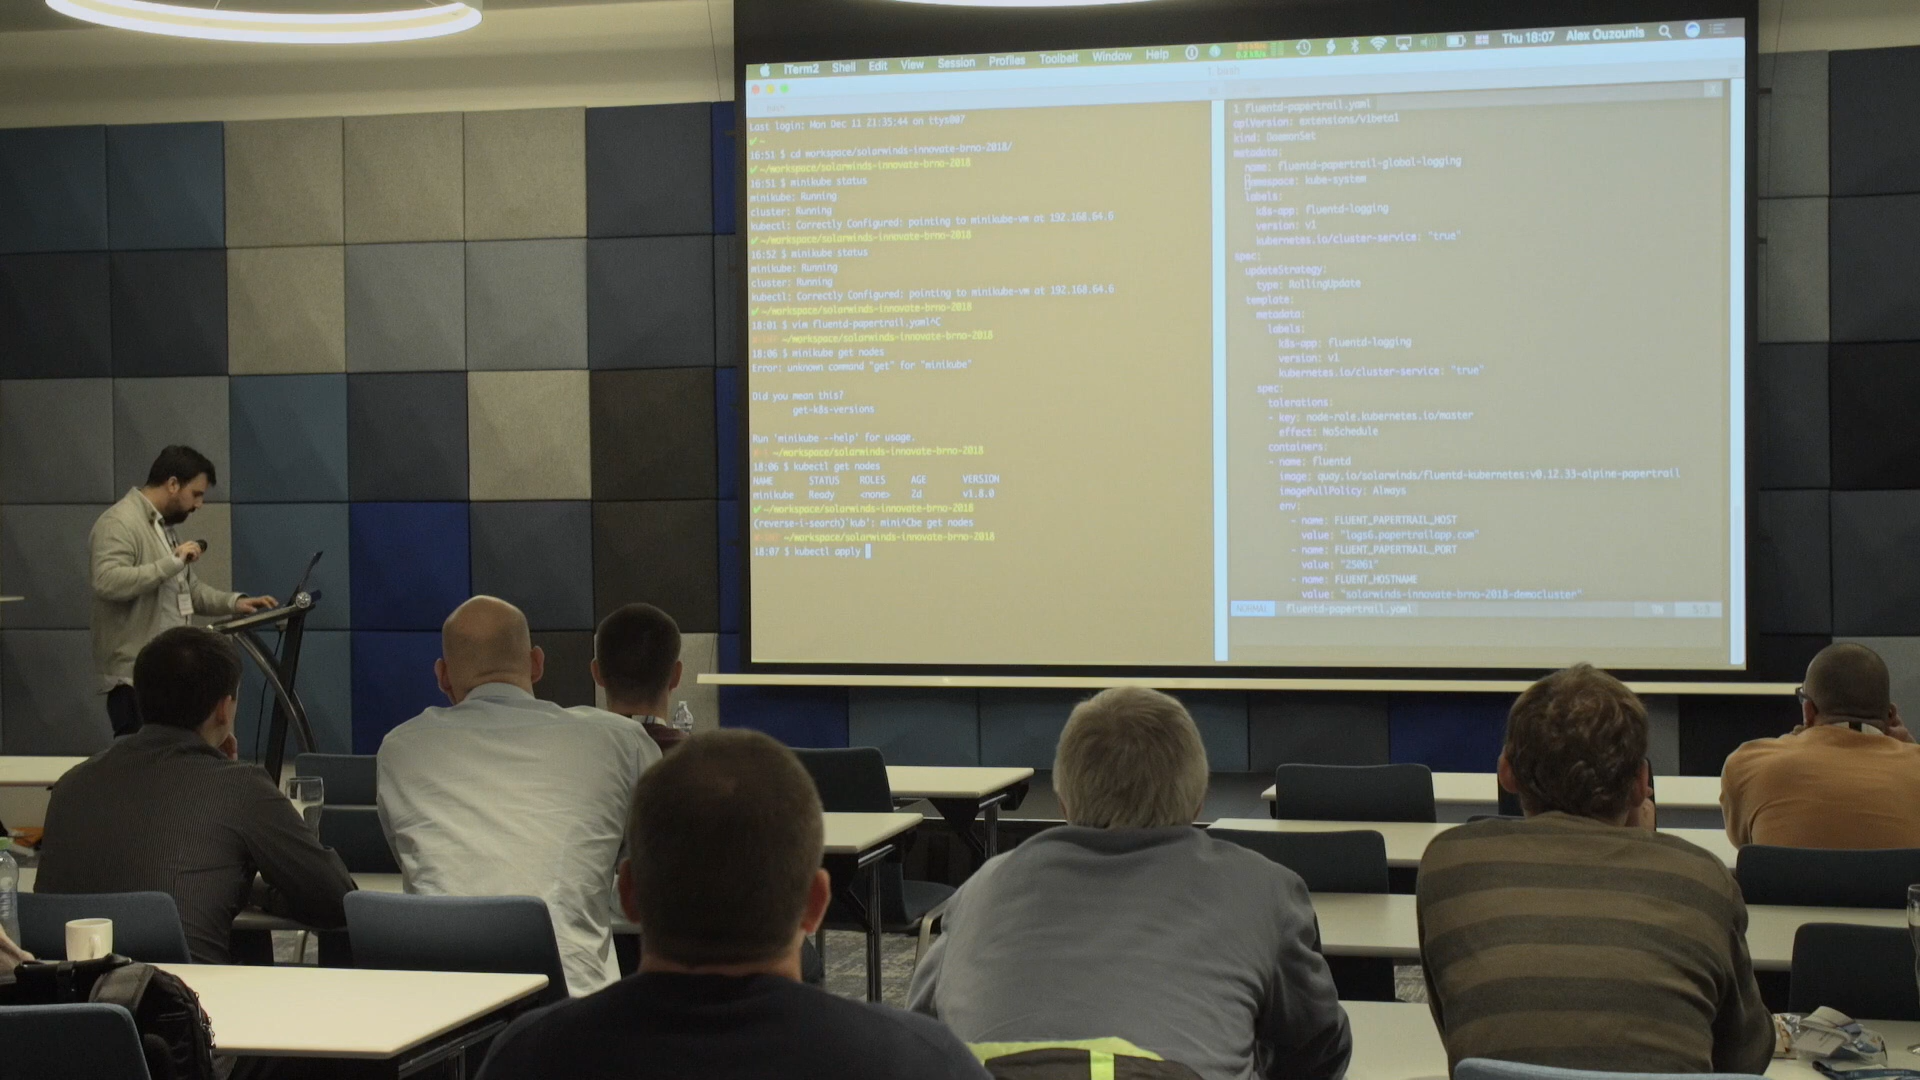 iTerm2 Shell Edit View Session Profiles Toolbelt Window Help Thu 18:07 Alex Ouzounis
1. bash
bash
Last login: Mon Dec 11 21:35:44 on ttys007
✔ ~
16:51 $ cd workspace/solarwinds-innovate-brno-2018/
✔ ~/workspace/solarwinds-innovate-brno-2018
16:51 $ minikube status
minikube: Running
cluster: Running
kubectl: Correctly Configured: pointing to minikube-vm at 192.168.64.6
✔ ~/workspace/solarwinds-innovate-brno-2018
16:52 $ minikube status
minikube: Running
cluster: Running
kubectl: Correctly Configured: pointing to minikube-vm at 192.168.64.6
✔ ~/workspace/solarwinds-innovate-brno-2018
18:01 $ vim fluentd-papertrail.yaml^C
~/workspace/solarwinds-innovate-brno-2018
18:06 $ minikube get nodes
Error: unknown command "get" for "minikube"
Did you mean this?
get-k8s-versions
Run 'minikube --help' for usage.
~/workspace/solarwinds-innovate-brno-2018
18:06 $ kubectl get nodes
NAME STATUS ROLES AGE VERSION
minikube Ready <none> 2d v1.8.0
✔ ~/workspace/solarwinds-innovate-brno-2018
(reverse-i-search)`kub': mini^Cbe get nodes
~/workspace/solarwinds-innovate-brno-2018
18:07 $ kubectl apply
1 fluentd-papertrail.yaml
apiVersion: extensions/v1beta1
kind: DaemonSet
metadata:
name: fluentd-papertrail-global-logging
namespace: kube-system
labels:
k8s-app: fluentd-logging
version: v1
kubernetes.io/cluster-service: "true"
spec:
updateStrategy:
type: RollingUpdate
template:
metadata:
labels:
k8s-app: fluentd-logging
version: v1
kubernetes.io/cluster-service: "true"
spec:
tolerations:
- key: node-role.kubernetes.io/master
effect: NoSchedule
containers:
- name: fluentd
image: quay.io/solarwinds/fluentd-kubernetes:v0.12.33-alpine-papertrail
imagePullPolicy: Always
env:
- name: FLUENT_PAPERTRAIL_HOST
value: "logs6.papertrailapp.com"
- name: FLUENT_PAPERTRAIL_PORT
value: "25061"
- name: FLUENT_HOSTNAME
value: "solarwinds-innovate-brno-2018-democluster"
NORMAL fluentd-papertrail.yaml